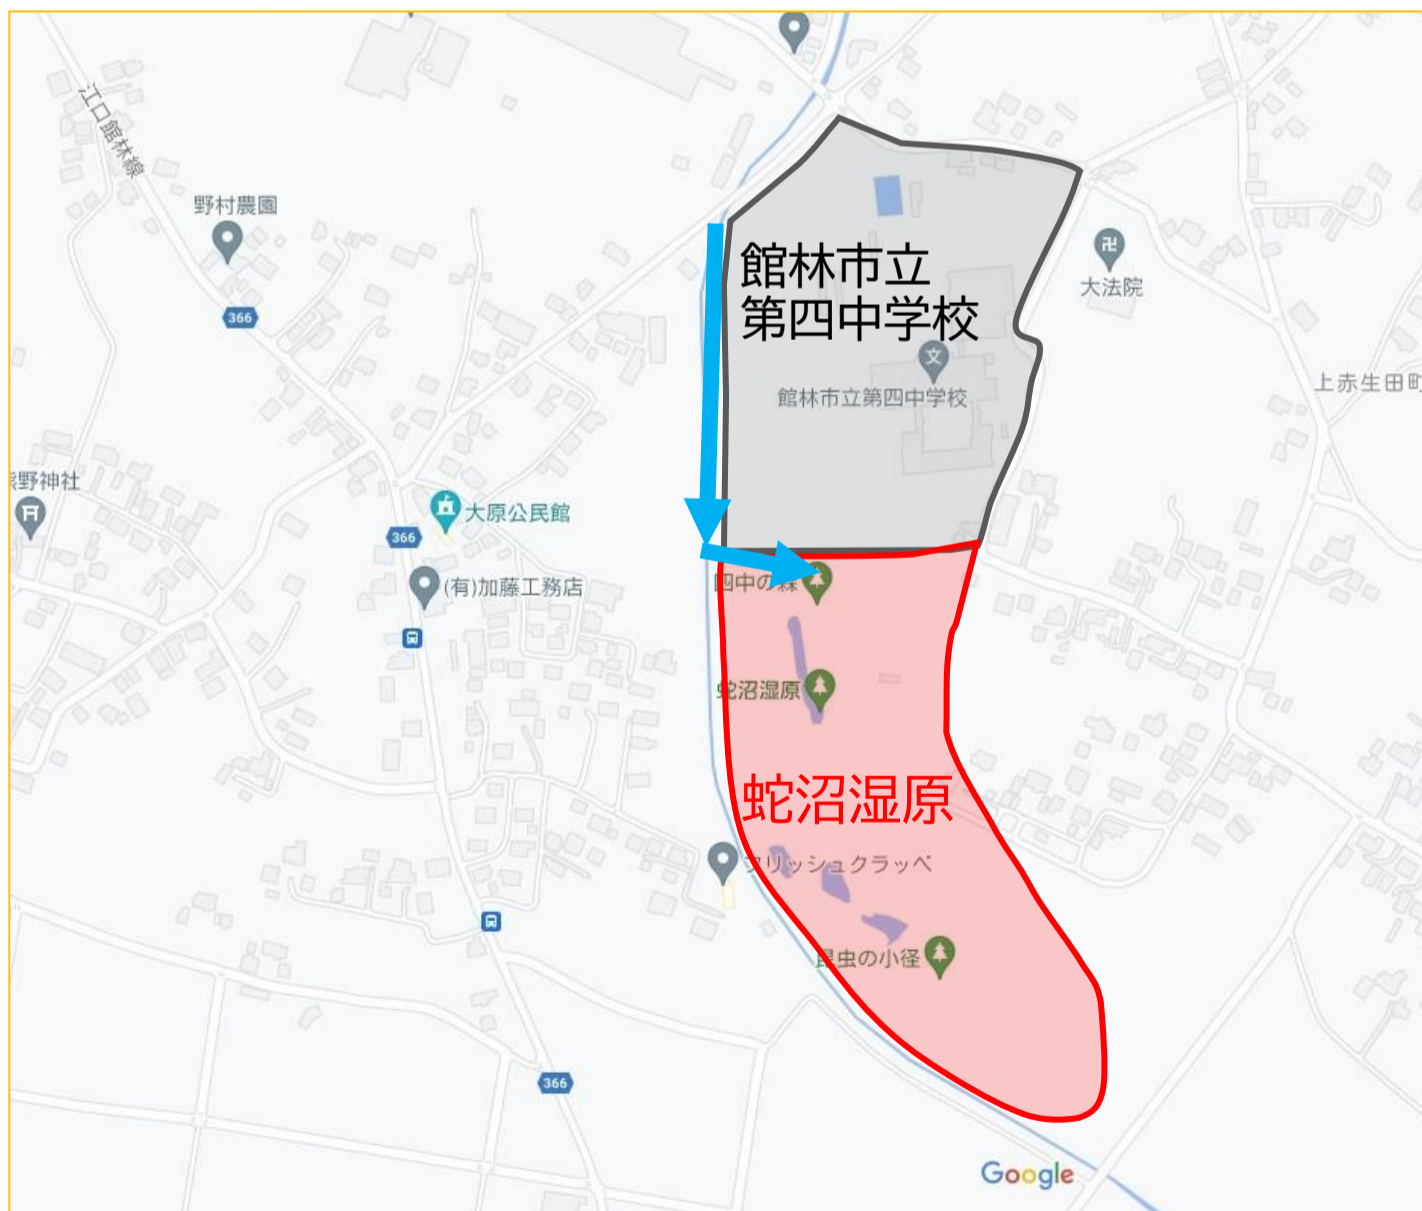 江口館林線
野村農園
366
館林市立
第四中学校
卍
大法院
文
館林市立第四中学校
上赤生田町
熊野神社
大原公民館
366
(有)加藤工務店
四中の森
蛇沼湿原
蛇沼湿原
フリッシュクラッペ
昆虫の小径
366
Google